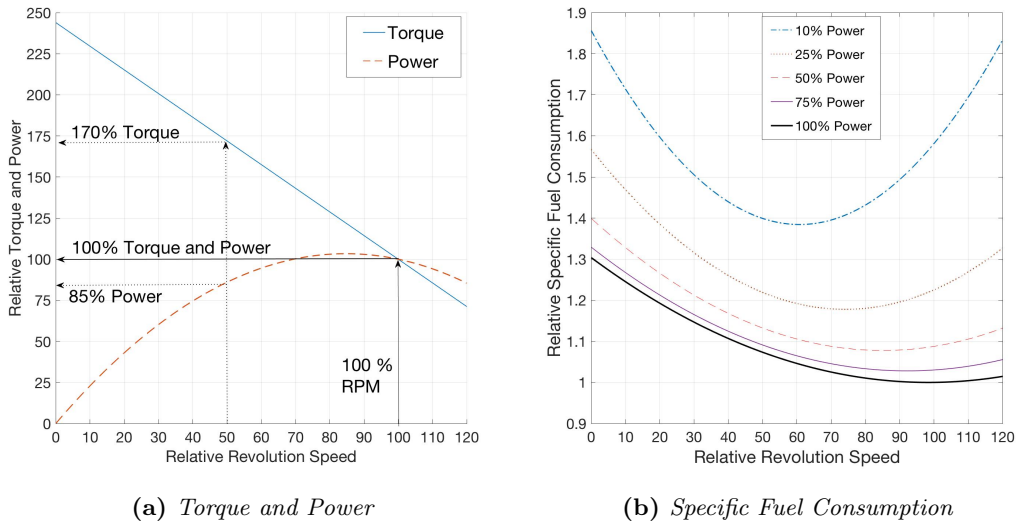 250
225
200
175
150
125
100
75
50
25
0
Relative Torque and Power
Torque
Power
170% Torque
100% Torque and Power
85% Power
100 %
RPM
0 10 20 30 40 50 60 70 80 90 100 110 120
Relative Revolution Speed
(a) Torque and Power
1.9
1.8
1.7
1.6
1.5
1.4
1.3
1.2
1.1
1
0.9
Relative Specific Fuel Consumption
10% Power
25% Power
50% Power
75% Power
100% Power
0 10 20 30 40 50 60 70 80 90 100 110 120
Relative Revolution Speed
(b) Specific Fuel Consumption